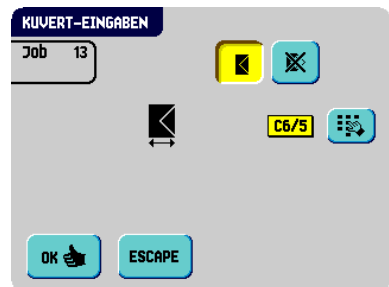 KUVERT-EINGABEN
Job 13
C6/5
OK
ESCAPE